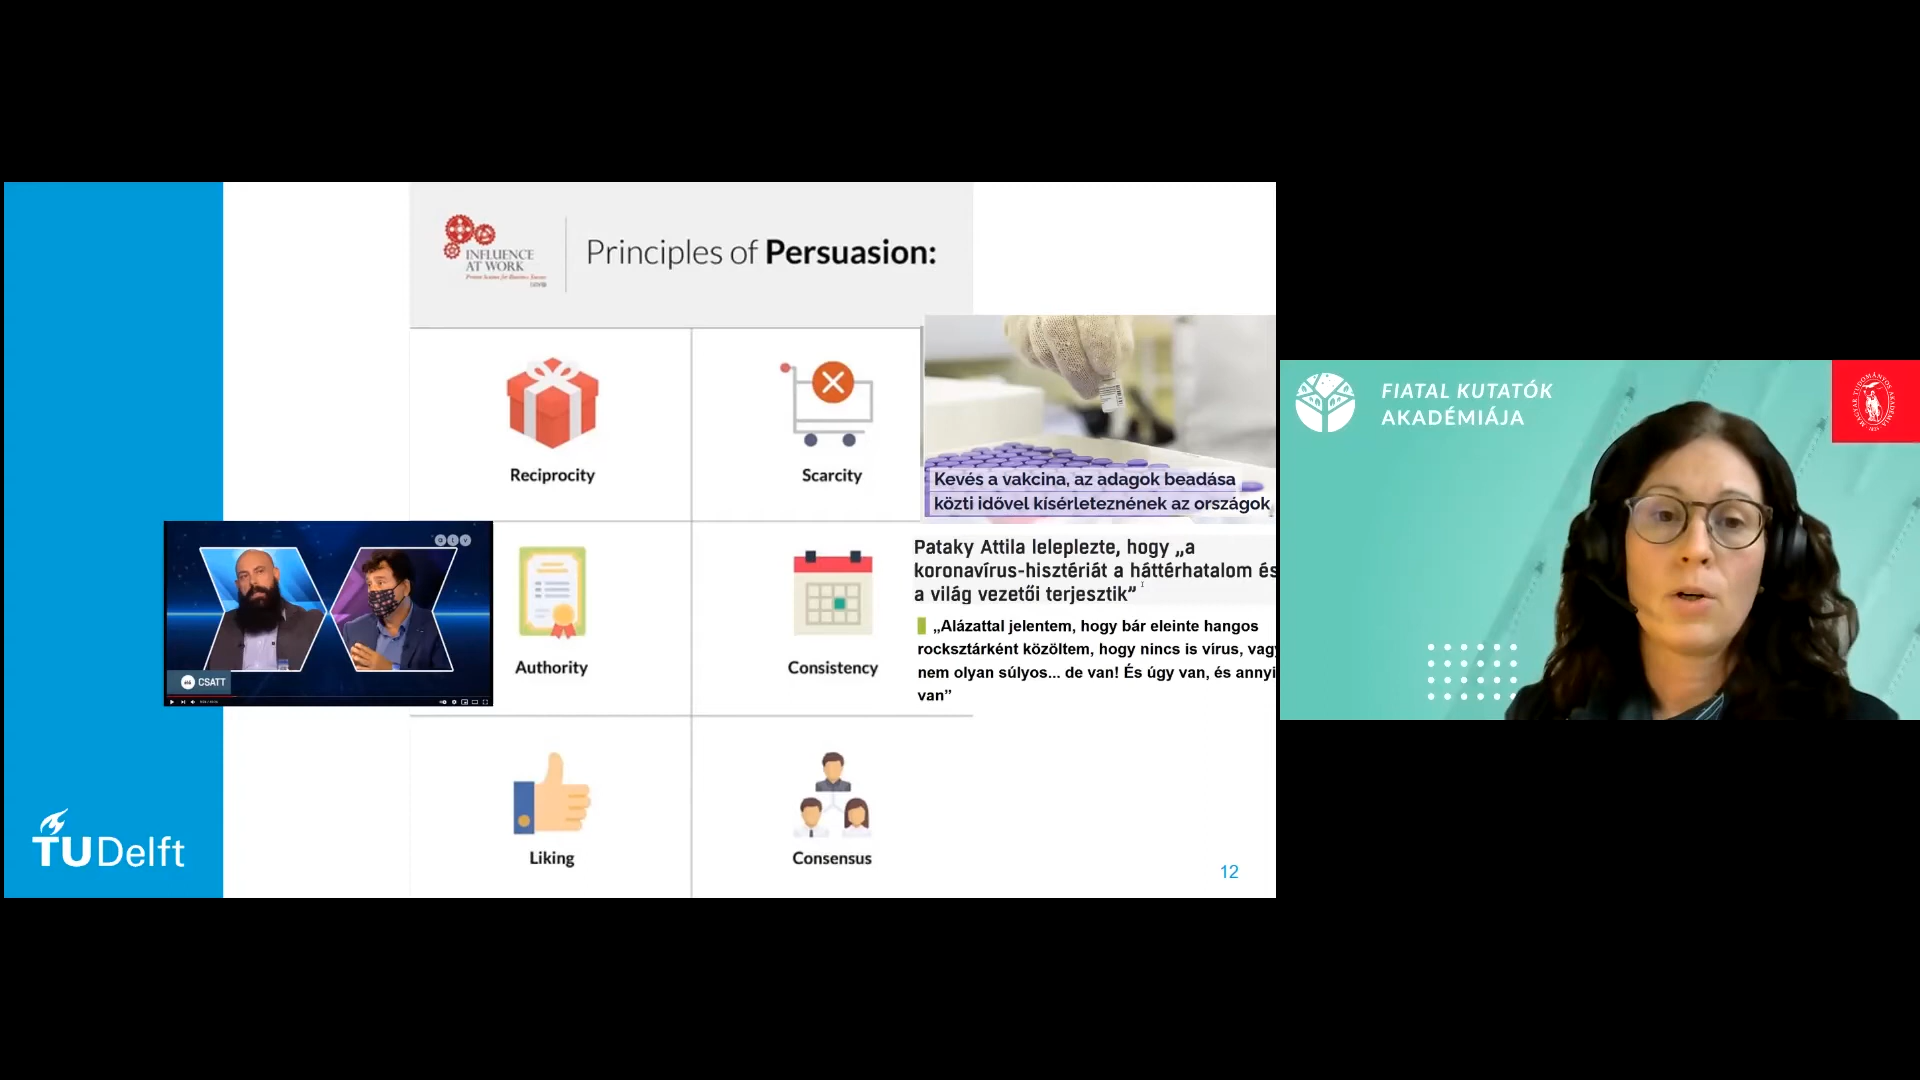 INFLUENCE
AT WORK
Principles of Persuasion:
Reciprocity
Scarcity
Kevés a vakcina, az adagok beadása
közti idővel kísérleteznének az országok
Authority
Consistency
Pataky Attila leleplezte, hogy „a
koronavírus-hisztériát a háttérhatalom és
a világ vezetői terjesztik”
„Alázattal jelentem, hogy bár eleinte hangos
rocksztárként közöltem, hogy nincs is vírus, vagy
nem olyan súlyos... de van! És úgy van, és annyi
van”
CSATT
Liking
Consensus
TUDelft
12
FIATAL KUTATÓK
AKADÉMIÁJA